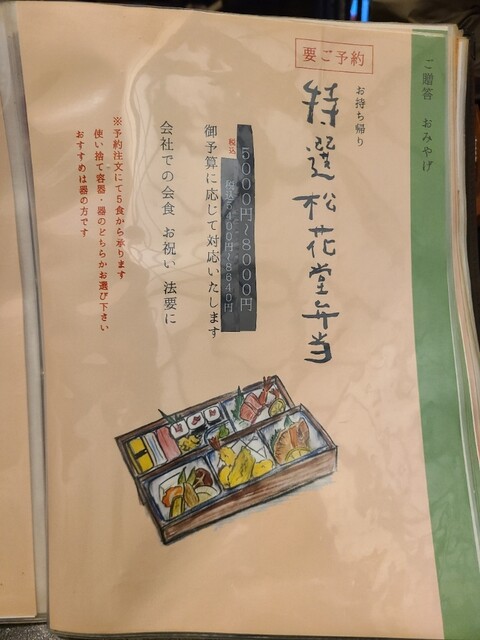 ご贈答 おみやげ
要ご予約
お持ち帰り
特選松花堂弁当
5000円~8000円
税込
税込5400円~8640円
御予算に応じて対応いたします
会社での会食 お祝い 法要に
※予約注文にて5食から承ります
使い捨て容器・器のどちらかお選び下さい
おすすめは器の方です